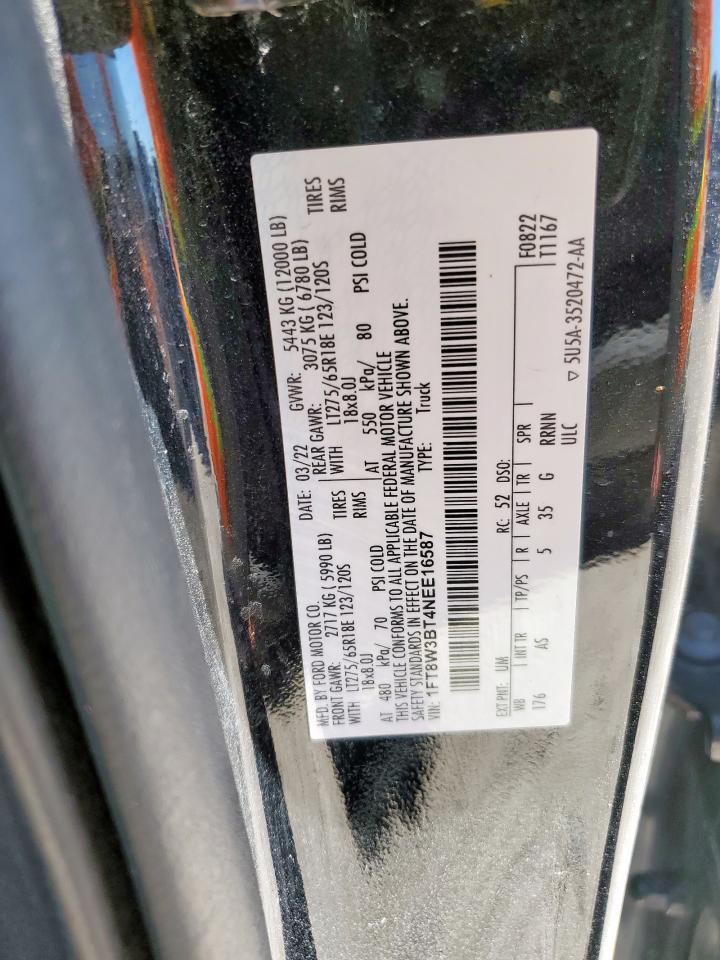 MFD. BY FORD MOTOR CO. DATE: 03/22 GVWR: 5443 KG (12000 LB)
FRONT GAWR: 2717 KG ( 5990 LB) REAR GAWR: 3075 KG ( 6780 LB)
WITH LT275/65R18E 123/120S TIRES WITH LT275/65R18E 123/120S TIRES
18x8.0J RIMS 18x8.0J RIMS
AT 480 kPa/ 70 PSI COLD AT 550 kPa/ 80 PSI COLD
THIS VEHICLE CONFORMS TO ALL APPLICABLE FEDERAL MOTOR VEHICLE
SAFETY STANDARDS IN EFFECT ON THE DATE OF MANUFACTURE SHOWN ABOVE.
VIN: 1FT8W3BT4NEE16587 TYPE: Truck
EXT PNT: UM RC: 52 DSO: F0822
WB INT TR TP/PS R AXLE TR SPR T1167
176 AS 5 35 G RRNN
ULC ▽ 5U5A-3520472-AA